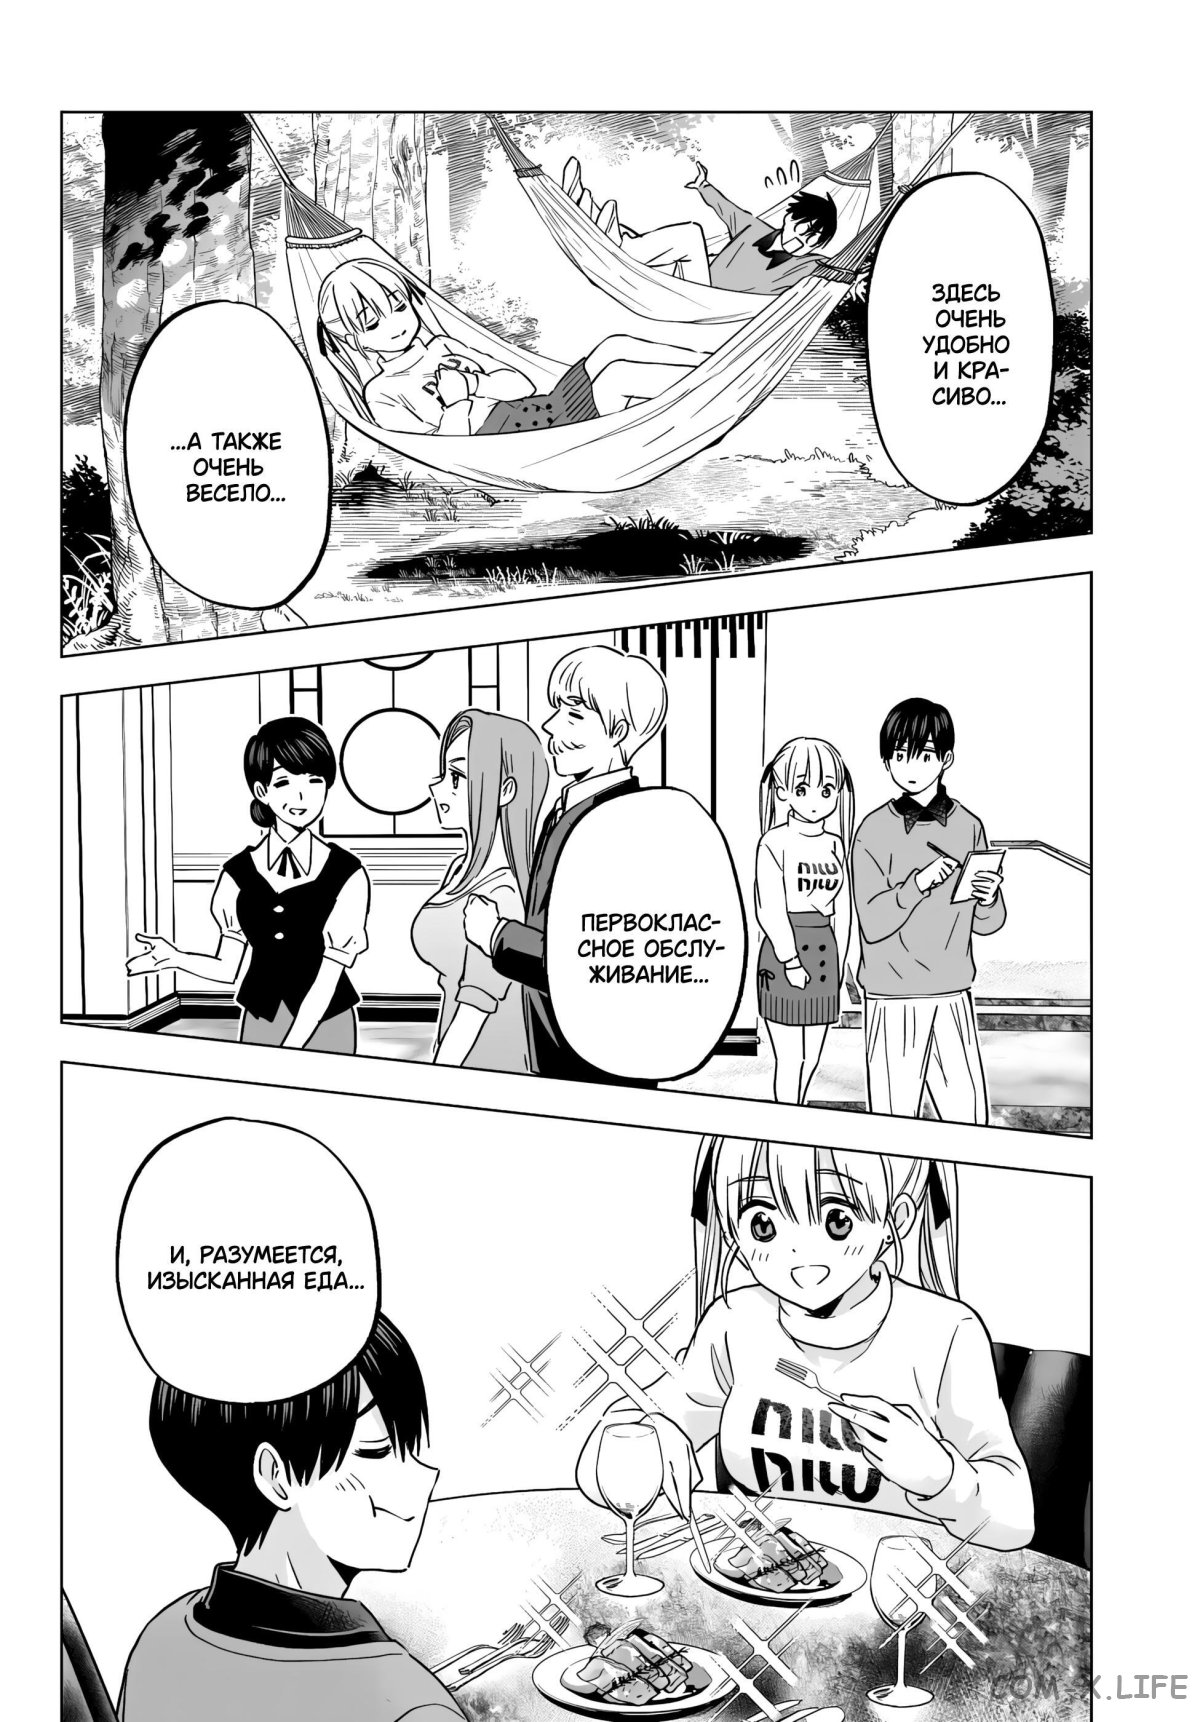 ЗДЕСЬ
ОЧЕНЬ
УДОБНО
И КРА-
СИВО...
...А ТАКЖЕ
ОЧЕНЬ
ВЕСЕЛО...
ПЕРВОКЛАС-
СНОЕ ОБСЛУ-
ЖИВАНИЕ...
И, РАЗУМЕЕТСЯ,
ИЗЫСКАННАЯ ЕДА...
COM-X.LIFE